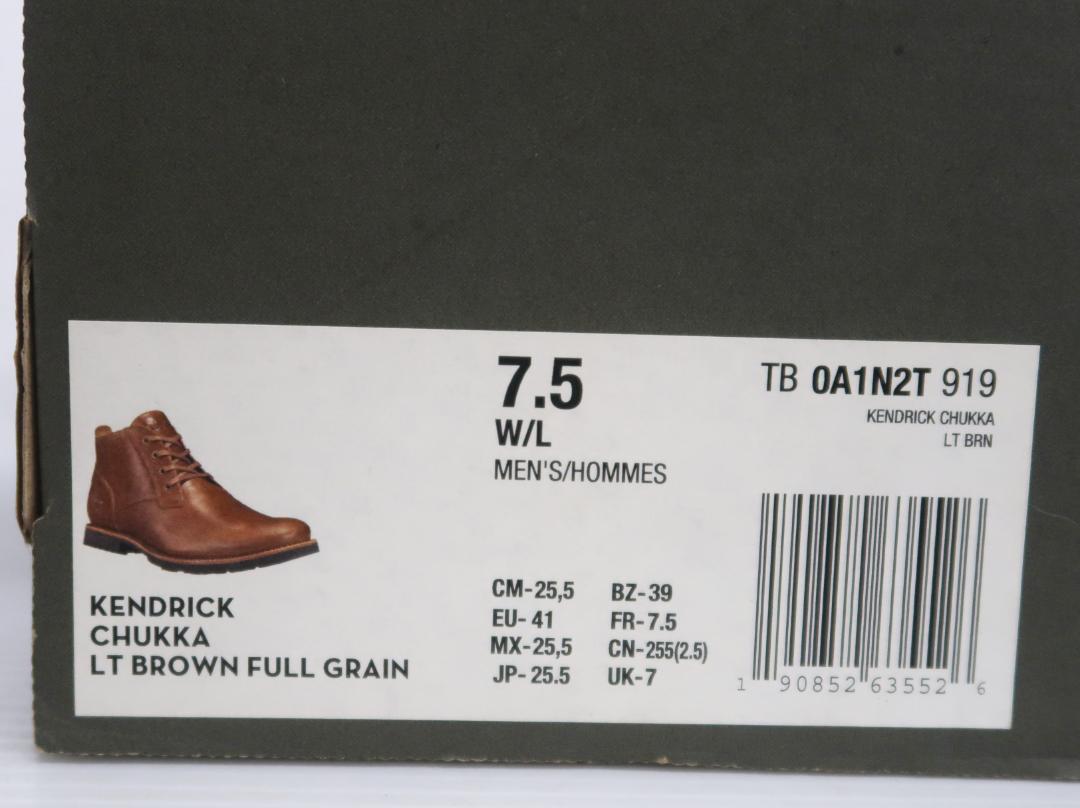 7.5
W/L
MEN'S/HOMMES
TB 0A1N2T 919
KENDRICK CHUKKA
LT BRN
KENDRICK
CHUKKA
LT BROWN FULL GRAIN
CM-25,5 BZ-39
EU-41 FR-7.5
MX-25,5 CN-255(2.5)
JP-25.5 UK-7
1 90852 63552 6